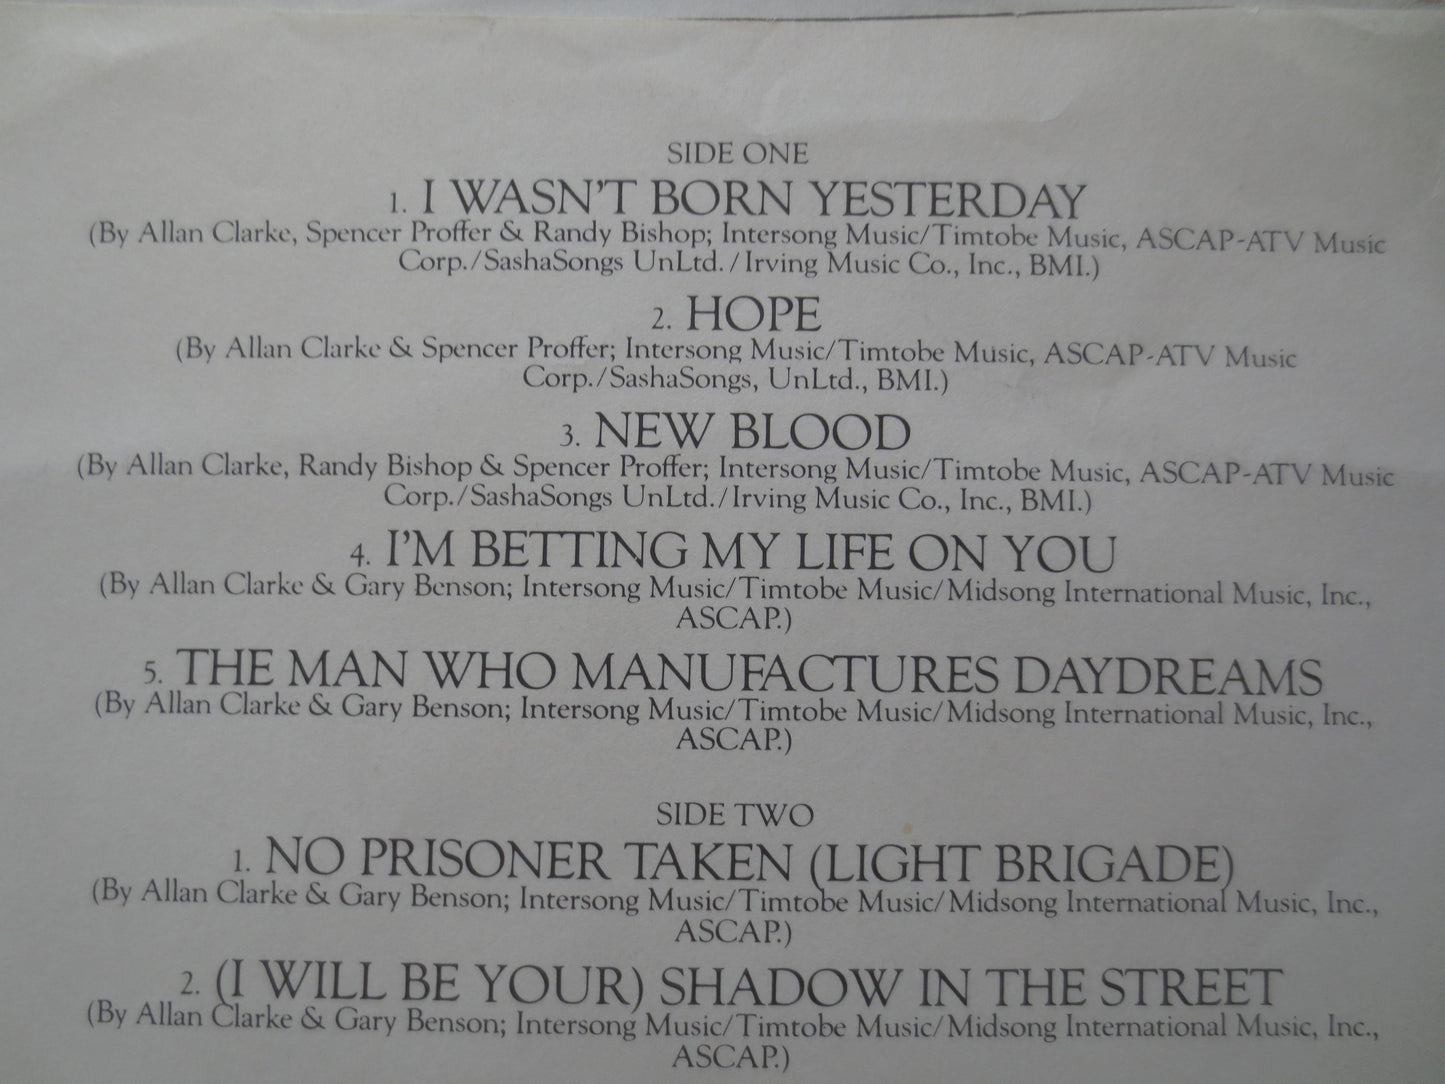 SIDE ONE
1. I WASN'T BORN YESTERDAY
(By Allan Clarke, Spencer Proffer & Randy Bishop; Intersong Music/Timtobe Music, ASCAP-ATV Music
Corp./SashaSongs UnLtd./Irving Music Co., Inc., BMI.)
2. HOPE
(By Allan Clarke & Spencer Proffer; Intersong Music/Timtobe Music, ASCAP-ATV Music
Corp./SashaSongs, UnLtd., BMI.)
3. NEW BLOOD
(By Allan Clarke, Randy Bishop & Spencer Proffer; Intersong Music/Timtobe Music, ASCAP-ATV Music
Corp./SashaSongs UnLtd./Irving Music Co., Inc., BMI.)
4. I'M BETTING MY LIFE ON YOU
(By Allan Clarke & Gary Benson; Intersong Music/Timtobe Music/Midsong International Music, Inc.,
ASCAP.)
5. THE MAN WHO MANUFACTURES DAYDREAMS
(By Allan Clarke & Gary Benson; Intersong Music/Timtobe Music/Midsong International Music, Inc.,
ASCAP.)
SIDE TWO
1. NO PRISONER TAKEN (LIGHT BRIGADE)
(By Allan Clarke & Gary Benson; Intersong Music/Timtobe Music/Midsong International Music, Inc.,
ASCAP.)
2. (I WILL BE YOUR) SHADOW IN THE STREET
(By Allan Clarke & Gary Benson; Intersong Music/Timtobe Music/Midsong International Music, Inc.,
ASCAP.)